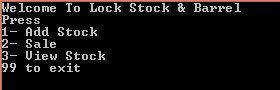 Welcome To Lock Stock & Barrel
Press
1- Add Stock
2- Sale
3- View Stock
99 to exit